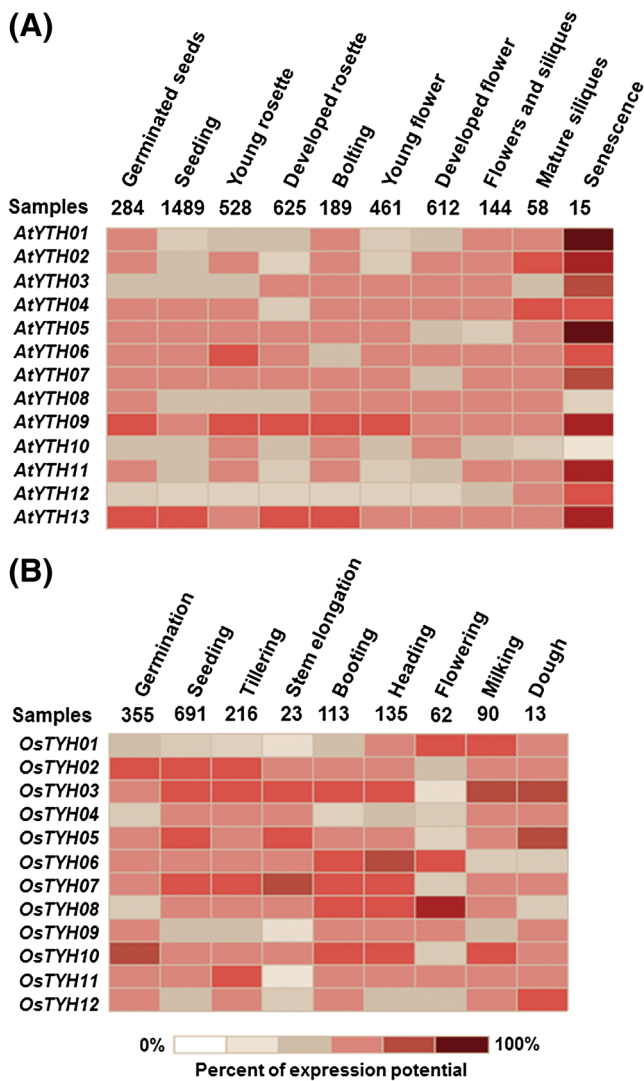 (A)
Germinated seeds
Seeding
Young rosette
Developed rosette
Bolting
Young flower
Developed flower
Flowers and siliques
Mature siliques
Senescence
Samples 284 1489 528 625 189 461 612 144 58 15
AtYTH01
AtYTH02
AtYTH03
AtYTH04
AtYTH05
AtYTH06
AtYTH07
AtYTH08
AtYTH09
AtYTH10
AtYTH11
AtYTH12
AtYTH13
(B)
Germination
Seeding
Tillering
Stem elongation
Booting
Heading
Flowering
Milking
Dough
Samples 355 691 216 23 113 135 62 90 13
OsTYH01
OsTYH02
OsTYH03
OsTYH04
OsTYH05
OsTYH06
OsTYH07
OsTYH08
OsTYH09
OsTYH10
OsTYH11
OsTYH12
0% 100%
Percent of expression potential